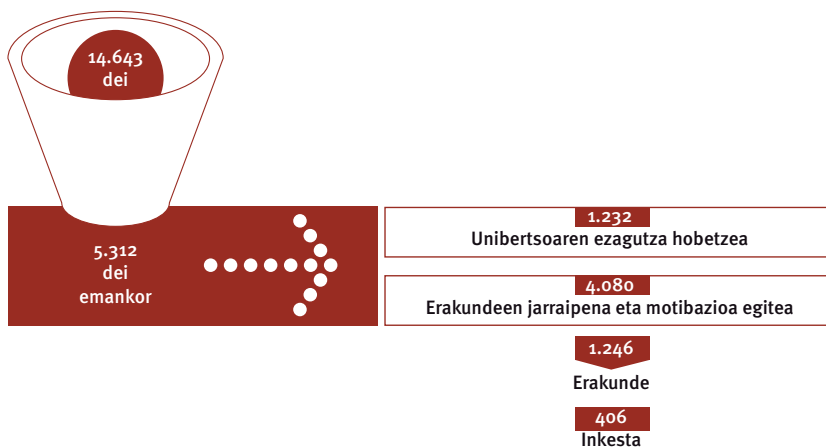 14.643
dei
5.312
dei
emankor
1.232
Unibertsoaren ezagutza hobetzea
4.080
Erakundeen jarraipena eta motibazioa egitea
1.246
Erakunde
406
Inkesta